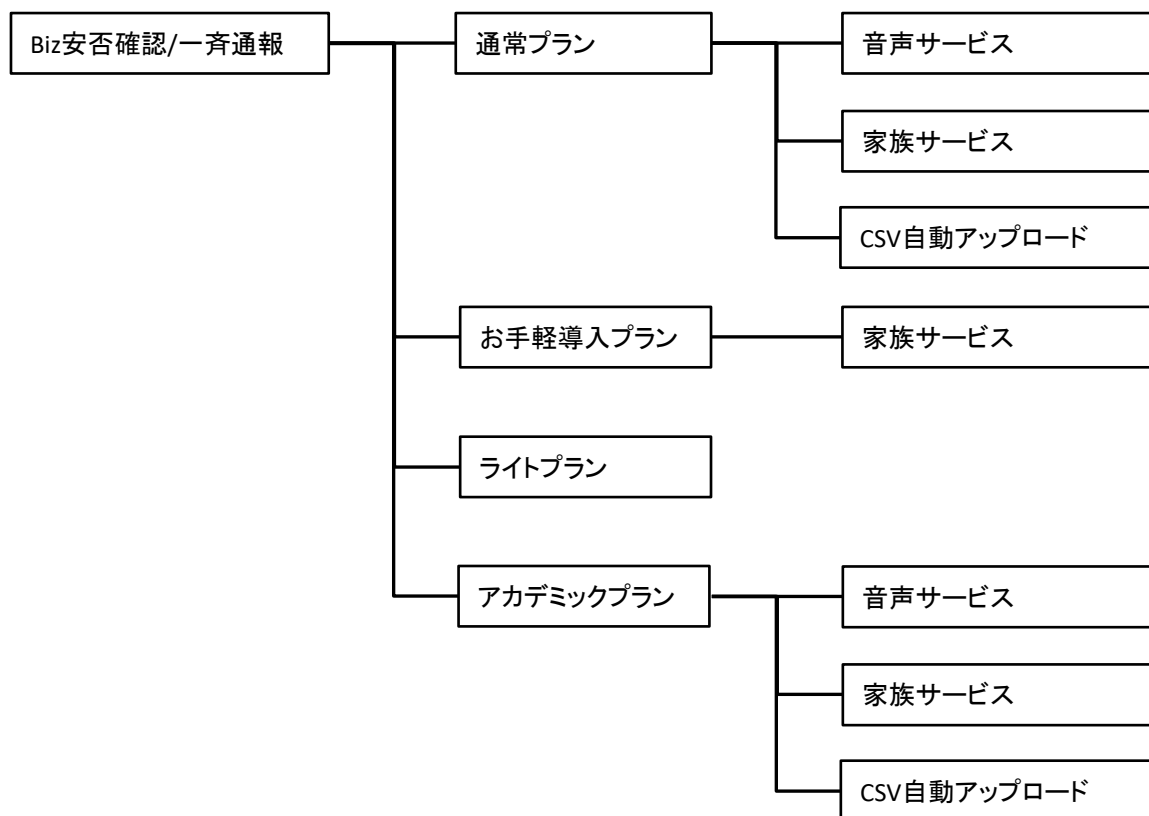 Biz安否確認/一斉通報
通常プラン
音声サービス
家族サービス
CSV自動アップロード
お手軽導入プラン
家族サービス
ライトプラン
アカデミックプラン
音声サービス
家族サービス
CSV自動アップロード